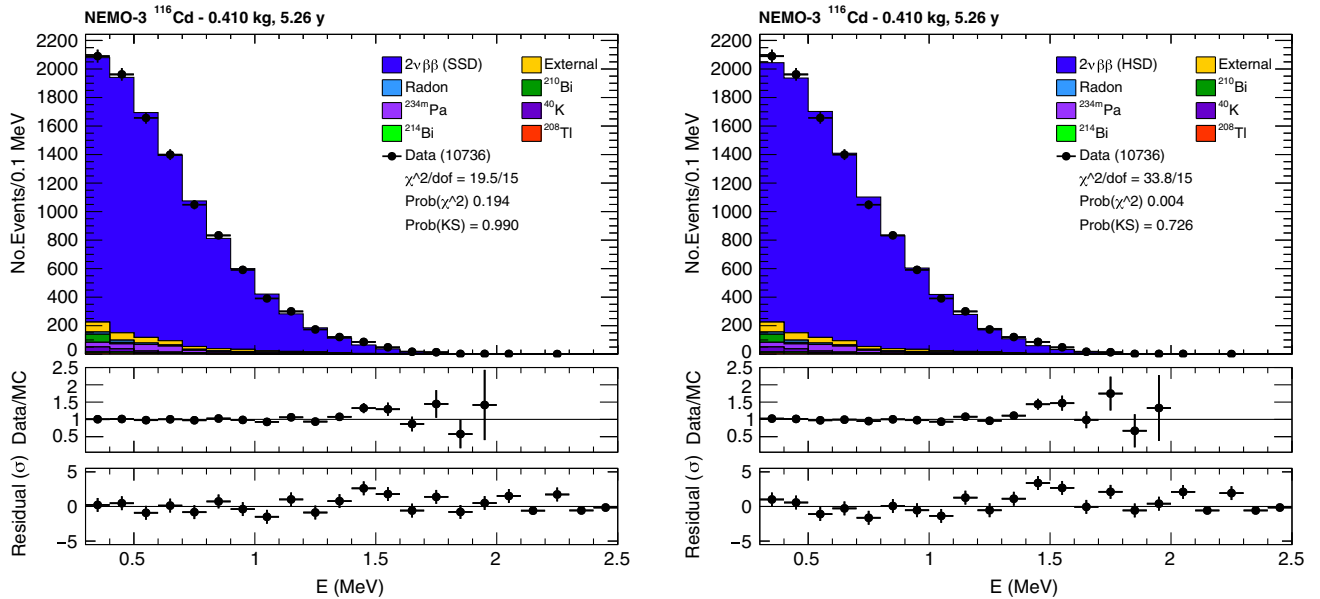 NEMO-3 ¹¹⁶Cd - 0.410 kg, 5.26 y
No.Events/0.1 MeV
2200
2000
1800
1600
1400
1200
1000
800
600
400
200
0
2νββ (SSD)
External
Radon
²¹⁰Bi
²³⁴ᵐPa
⁴⁰K
²¹⁴Bi
²⁰⁸Tl
Data (10736)
χ^2/dof = 19.5/15
Prob(χ^2) 0.194
Prob(KS) = 0.990
Data/MC
2.5
2
1.5
1
0.5
Residual (σ)
5
0
−5
0.5
1
1.5
2
2.5
E (MeV)
NEMO-3 ¹¹⁶Cd - 0.410 kg, 5.26 y
No.Events/0.1 MeV
2200
2000
1800
1600
1400
1200
1000
800
600
400
200
0
2νββ (HSD)
External
Radon
²¹⁰Bi
²³⁴ᵐPa
⁴⁰K
²¹⁴Bi
²⁰⁸Tl
Data (10736)
χ^2/dof = 33.8/15
Prob(χ^2) 0.004
Prob(KS) = 0.726
Data/MC
2.5
2
1.5
1
0.5
Residual (σ)
5
0
−5
0.5
1
1.5
2
2.5
E (MeV)